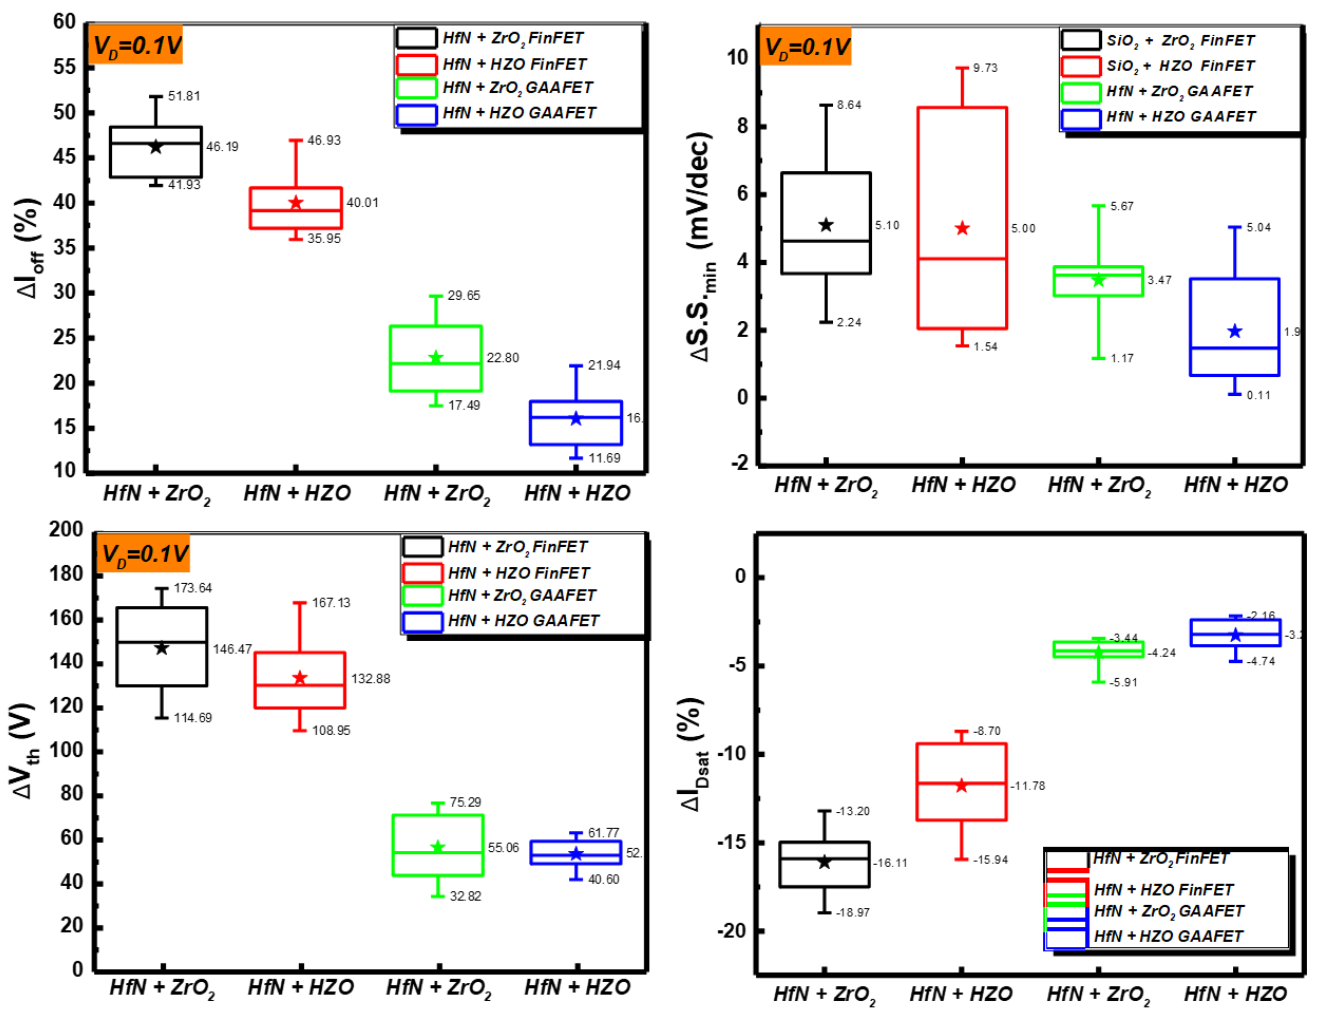 60
55
50
45
40
35
30
25
20
15
10
ΔI_off (%)
V_D=0.1V
HfN + ZrO₂ FinFET
HfN + HZO FinFET
HfN + ZrO₂ GAAFET
HfN + HZO GAAFET
51.81
46.19
41.93
46.93
40.01
35.95
29.65
22.80
17.49
21.94
16.
11.69
HfN + ZrO₂
HfN + HZO
HfN + ZrO₂
HfN + HZO
10
8
6
4
2
0
-2
ΔS.S._min (mV/dec)
V_D=0.1V
SiO₂ + ZrO₂ FinFET
SiO₂ + HZO FinFET
HfN + ZrO₂ GAAFET
HfN + HZO GAAFET
8.64
5.10
2.24
9.73
5.00
1.54
5.67
3.47
1.17
5.04
1.9
0.11
HfN + ZrO₂
HfN + HZO
HfN + ZrO₂
HfN + HZO
200
180
160
140
120
100
80
60
40
20
0
ΔV_th (V)
V_D=0.1V
HfN + ZrO₂ FinFET
HfN + HZO FinFET
HfN + ZrO₂ GAAFET
HfN + HZO GAAFET
173.64
146.47
114.69
167.13
132.88
108.95
75.29
55.06
32.82
61.77
52.
40.60
HfN + ZrO₂
HfN + HZO
HfN + ZrO₂
HfN + HZO
0
-5
-10
-15
-20
ΔI_Dsat (%)
-13.20
-16.11
-18.97
-8.70
-11.78
-15.94
-3.44
-4.24
-5.91
-2.16
-3.2
-4.74
HfN + ZrO₂ FinFET
HfN + HZO FinFET
HfN + ZrO₂ GAAFET
HfN + HZO GAAFET
HfN + ZrO₂
HfN + HZO
HfN + ZrO₂
HfN + HZO